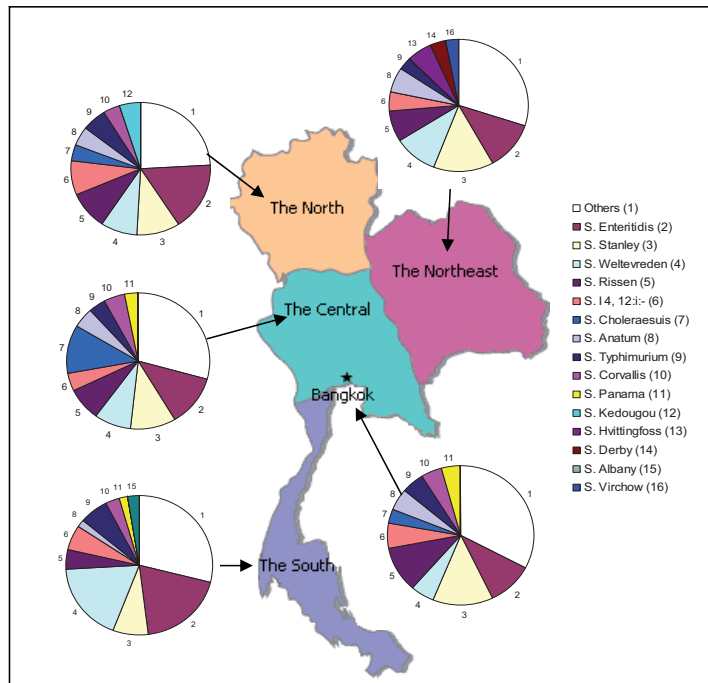 1
2
3
4
5
6
7
8
9
10
12
1
2
3
4
5
6
8
9
13
14
16
The North
The Northeast
The Central
Bangkok
The South
1
2
3
4
5
6
7
8
9
10
11
1
2
3
4
5
6
8
9
10
11
15
1
2
3
4
5
6
7
8
9
10
11
Others (1)
S. Enteritidis (2)
S. Stanley (3)
S. Weltevreden (4)
S. Rissen (5)
S. I 4, 12:i:- (6)
S. Choleraesuis (7)
S. Anatum (8)
S. Typhimurium (9)
S. Corvallis (10)
S. Panama (11)
S. Kedougou (12)
S. Hvittingfoss (13)
S. Derby (14)
S. Albany (15)
S. Virchow (16)